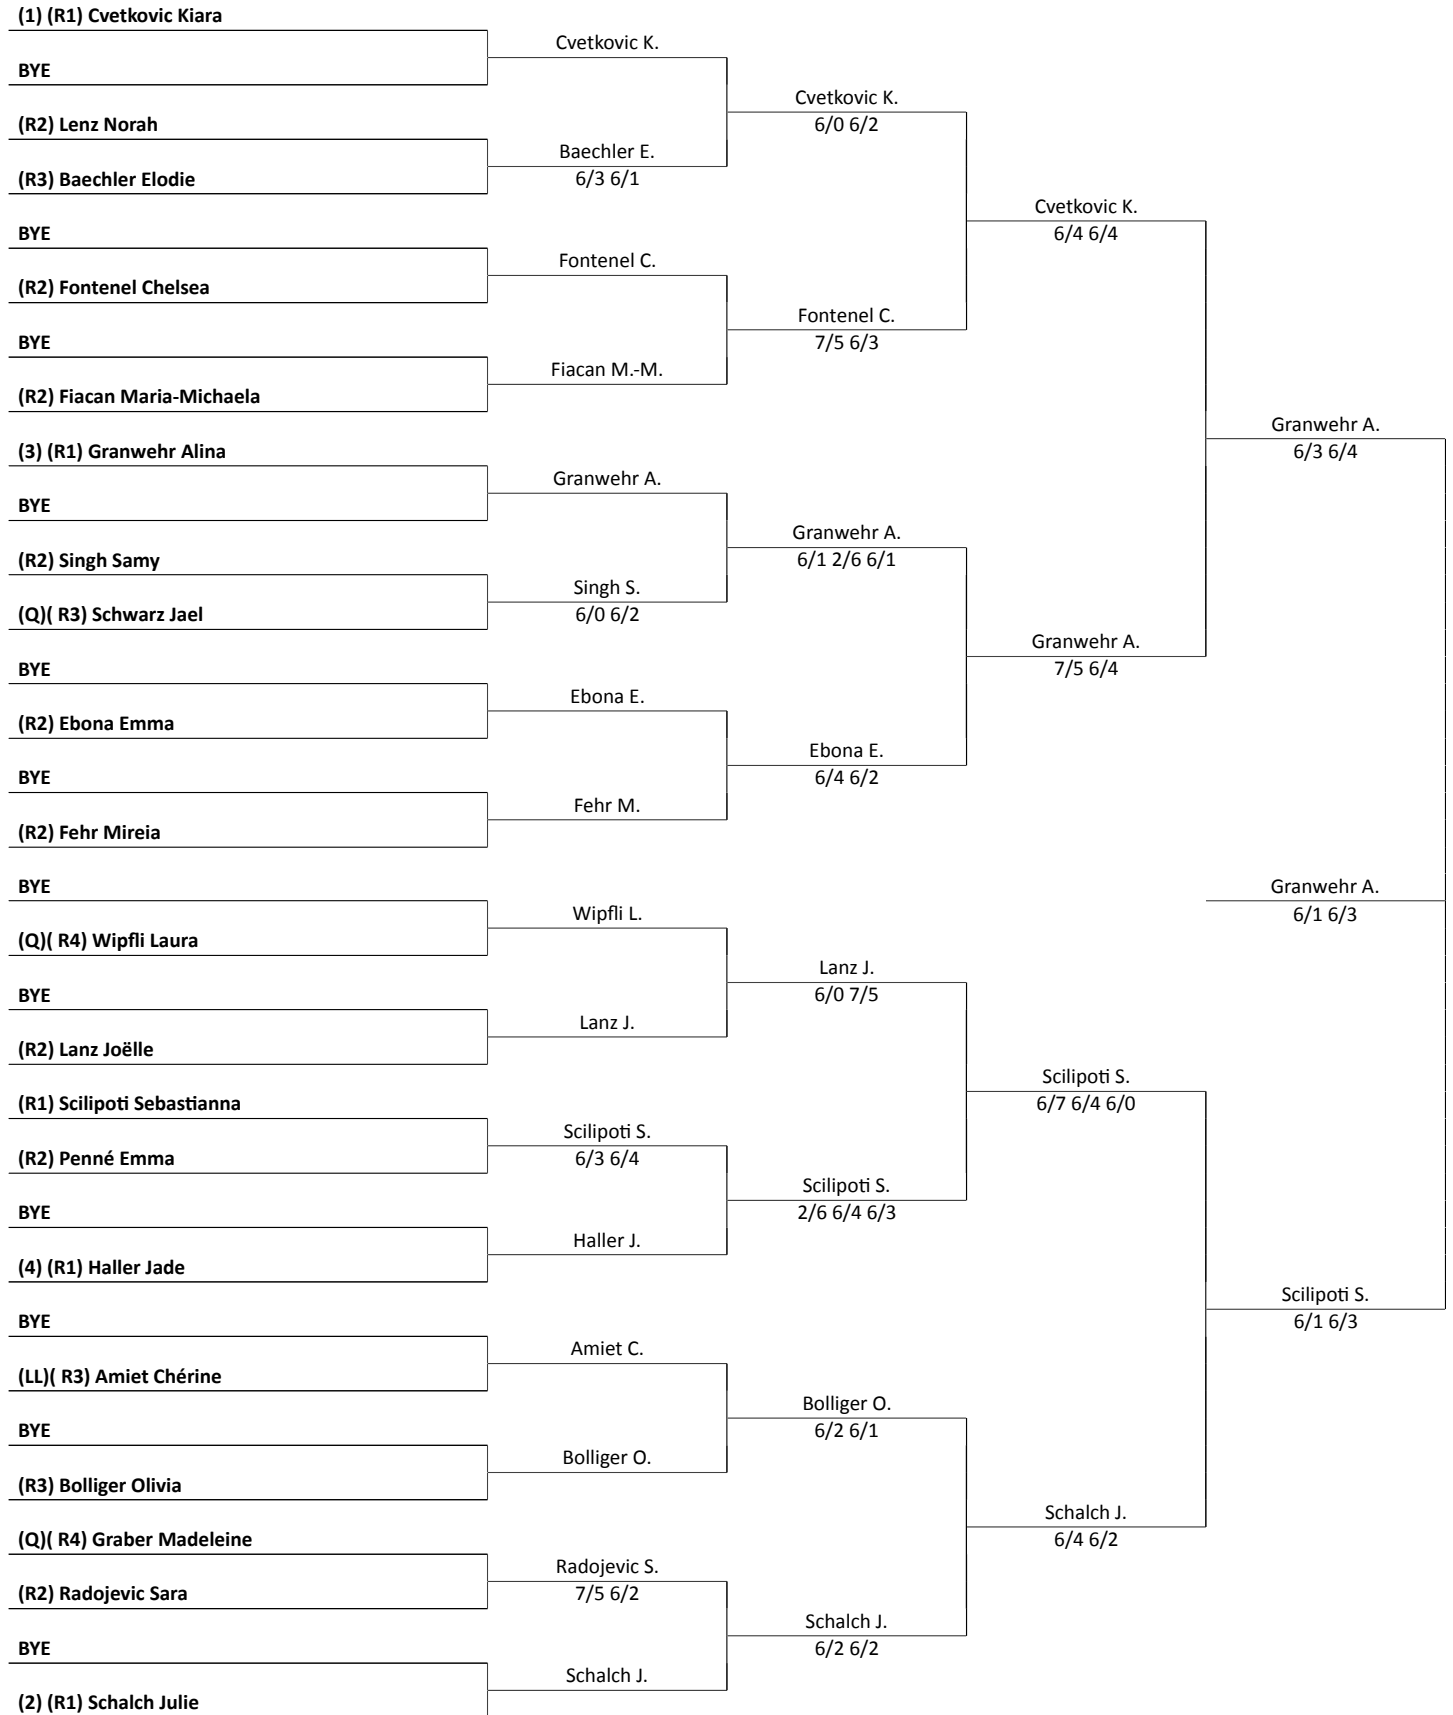 (1) (R1) Cvetkovic Kiara
BYE
(R2) Lenz Norah
(R3) Baechler Elodie
BYE
(R2) Fontenel Chelsea
BYE
(R2) Fiacan Maria-Michaela
(3) (R1) Granwehr Alina
BYE
(R2) Singh Samy
(Q)( R3) Schwarz Jael
BYE
(R2) Ebona Emma
BYE
(R2) Fehr Mireia
BYE
(Q)( R4) Wipfli Laura
BYE
(R2) Lanz Joëlle
(R1) Scilipoti Sebastianna
(R2) Penné Emma
BYE
(4) (R1) Haller Jade
BYE
(LL)( R3) Amiet Chérine
BYE
(R3) Bolliger Olivia
(Q)( R4) Graber Madeleine
(R2) Radojevic Sara
BYE
(2) (R1) Schalch Julie
Cvetkovic K.
Baechler E.
6/3 6/1
Fontenel C.
Fiacan M.-M.
Granwehr A.
Singh S.
6/0 6/2
Ebona E.
Fehr M.
Wipfli L.
Lanz J.
Scilipoti S.
6/3 6/4
Haller J.
Amiet C.
Bolliger O.
Radojevic S.
7/5 6/2
Schalch J.
Cvetkovic K.
6/0 6/2
Fontenel C.
7/5 6/3
Granwehr A.
6/1 2/6 6/1
Ebona E.
6/4 6/2
Lanz J.
6/0 7/5
Scilipoti S.
2/6 6/4 6/3
Bolliger O.
6/2 6/1
Schalch J.
6/2 6/2
Cvetkovic K.
6/4 6/4
Granwehr A.
7/5 6/4
Scilipoti S.
6/7 6/4 6/0
Schalch J.
6/4 6/2
Granwehr A.
6/3 6/4
Granwehr A.
6/1 6/3
Scilipoti S.
6/1 6/3